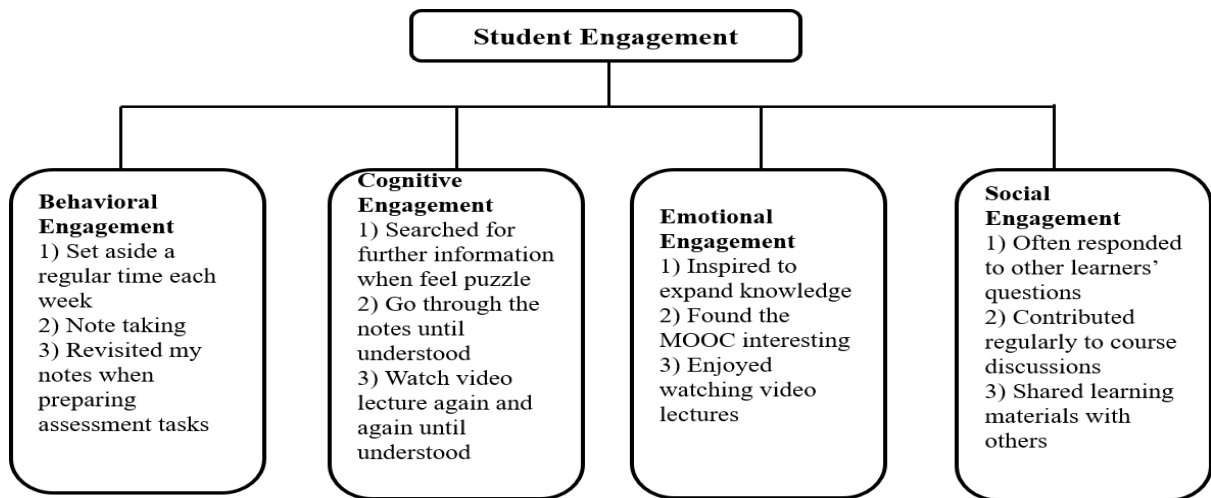 Student Engagement
Behavioral
Engagement
1) Set aside a
regular time each
week
2) Note taking
3) Revisited my
notes when
preparing
assessment tasks
Cognitive
Engagement
1) Searched for
further information
when feel puzzle
2) Go through the
notes until
understood
3) Watch video
lecture again and
again until
understood
Emotional
Engagement
1) Inspired to
expand knowledge
2) Found the
MOOC interesting
3) Enjoyed
watching video
lectures
Social
Engagement
1) Often responded
to other learners’
questions
2) Contributed
regularly to course
discussions
3) Shared learning
materials with
others